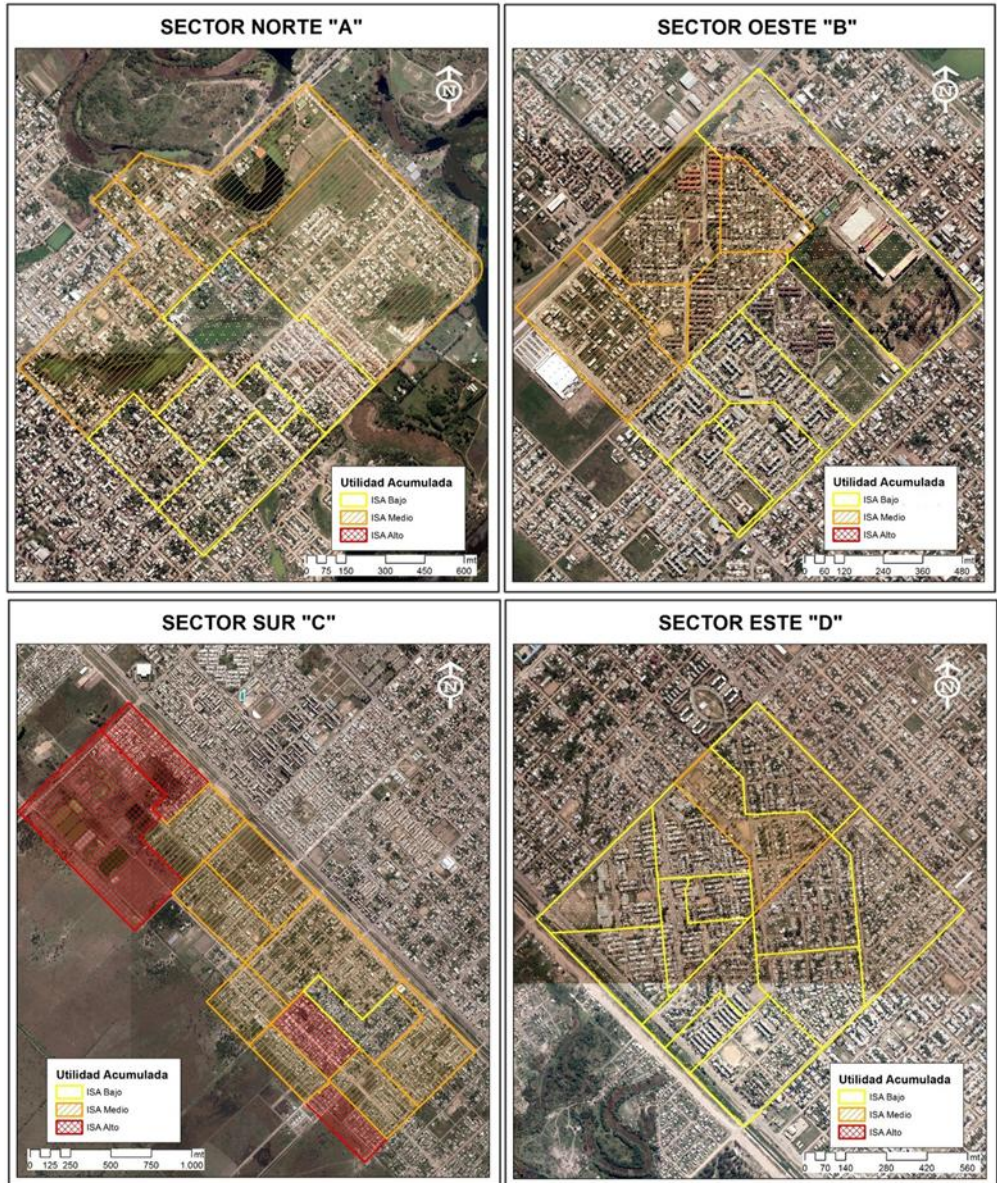 SECTOR NORTE "A"
N
Utilidad Acumulada
ISA Bajo
ISA Medio
ISA Alto
0 75 150 300 450 600 mt
SECTOR OESTE "B"
N
Utilidad Acumulada
ISA Bajo
ISA Medio
ISA Alto
0 60 120 240 360 480 mt
SECTOR SUR "C"
N
Utilidad Acumulada
ISA Bajo
ISA Medio
ISA Alto
0 125 250 500 750 1.000 mt
SECTOR ESTE "D"
N
Utilidad Acumulada
ISA Bajo
ISA Medio
ISA Alto
0 70 140 280 420 560 mt